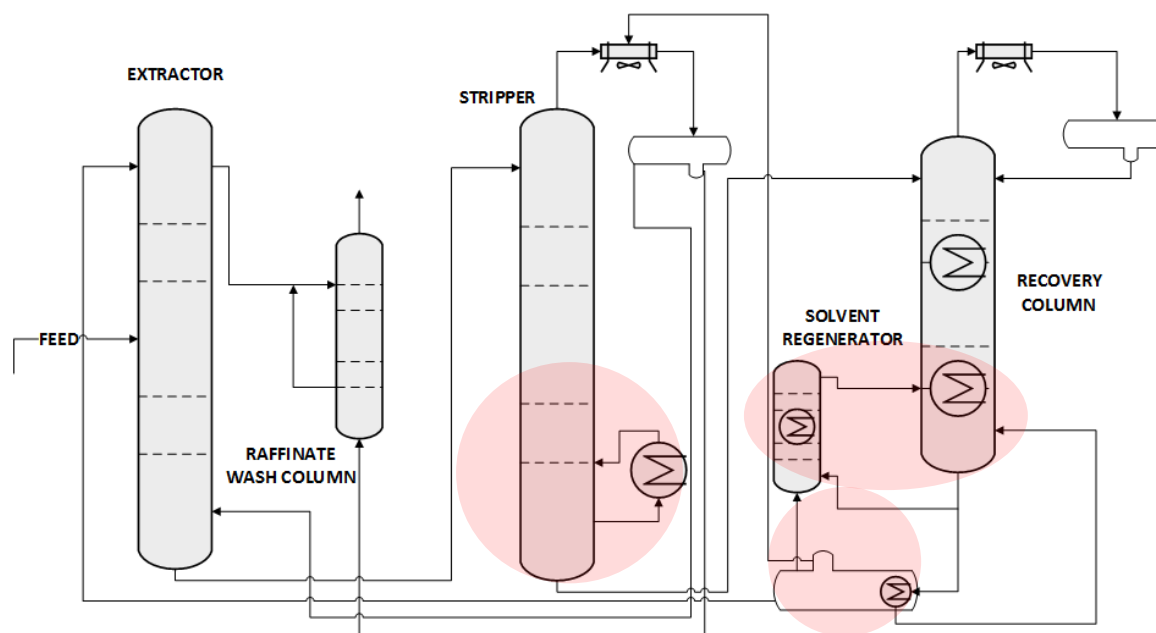 EXTRACTOR
STRIPPER
FEED
RAFFINATE
WASH COLUMN
SOLVENT
REGENERATOR
RECOVERY
COLUMN